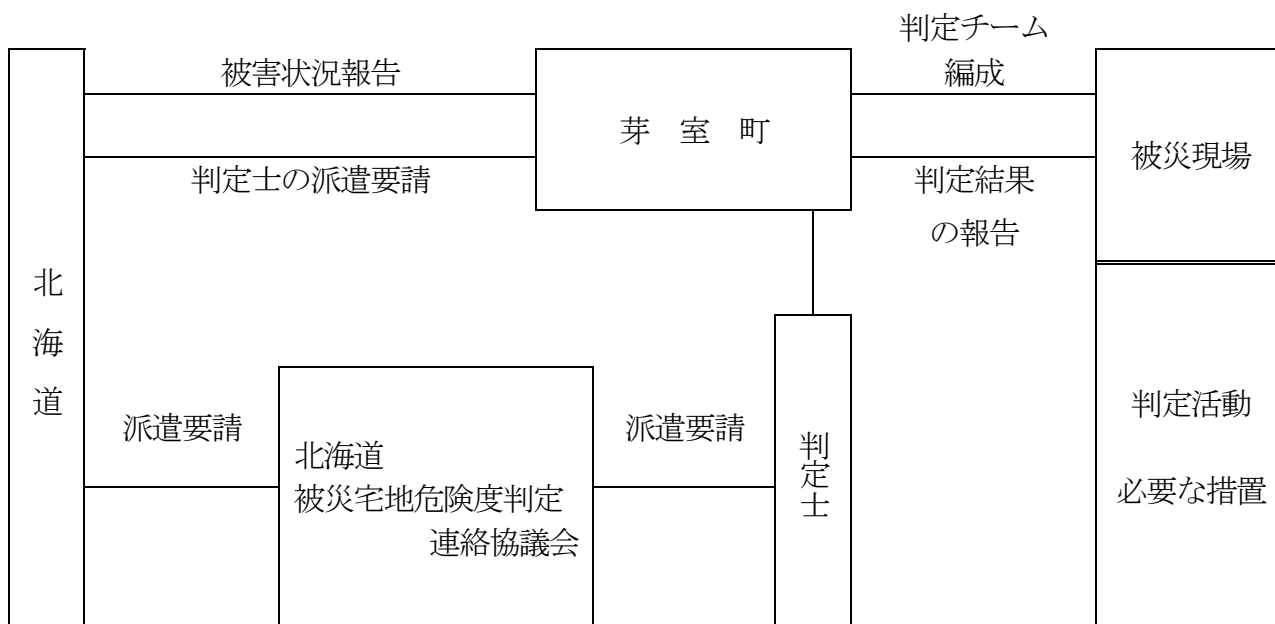 判定チーム
編成
被害状況報告
芽 室 町
被災現場
判定士の派遣要請
判定結果
の報告
北海道
派遣要請
北海道
被災宅地危険度判定
連絡協議会
派遣要請
判定士
判定活動
必要な措置